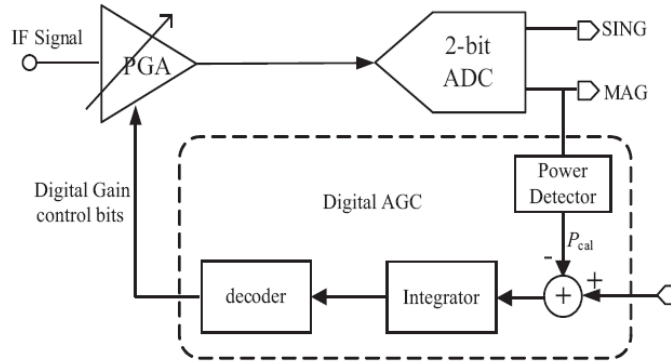 IF Signal
PGA
2-bit
ADC
SING
MAG
Digital Gain
control bits
Digital AGC
Power
Detector
Pcal
-
+
decoder
Integrator
+